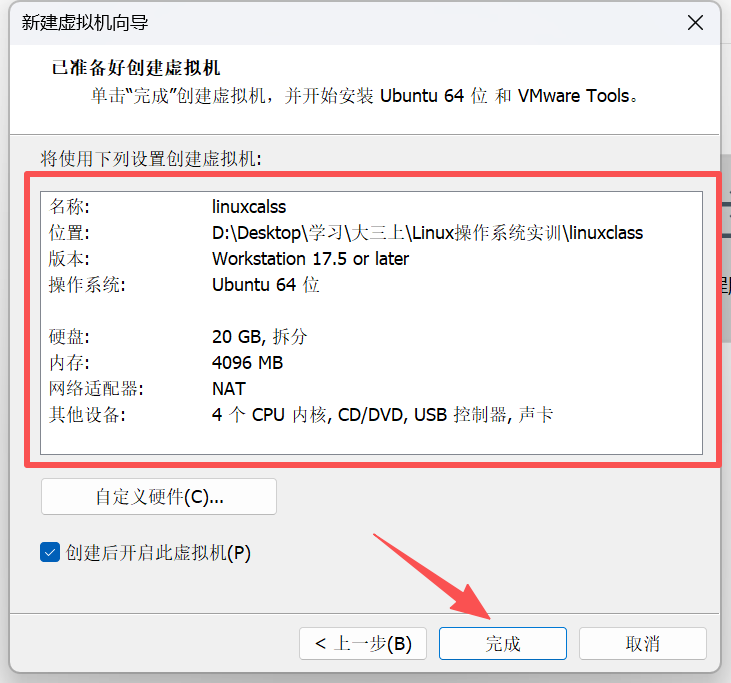 新建虚拟机向导
已准备好创建虚拟机
单击“完成”创建虚拟机，并开始安装 Ubuntu 64 位 和 VMware Tools。
将使用下列设置创建虚拟机:
名称: linuxcalss
位置: D:\Desktop\学习\大三上\Linux操作系统实训\linuxclass
版本: Workstation 17.5 or later
操作系统: Ubuntu 64 位
硬盘: 20 GB, 拆分
内存: 4096 MB
网络适配器: NAT
其他设备: 4 个 CPU 内核, CD/DVD, USB 控制器, 声卡
自定义硬件(C)...
创建后开启此虚拟机(P)
< 上一步(B) 完成 取消